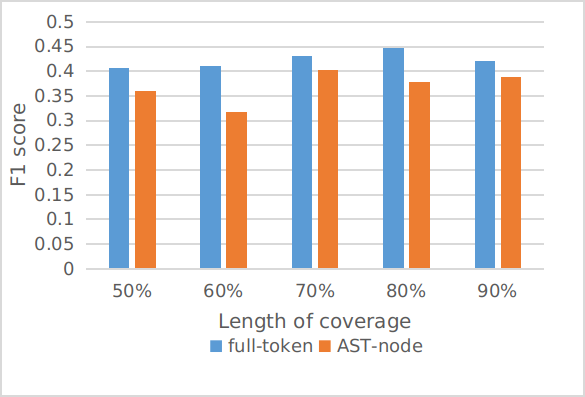 0.5
0.45
0.4
0.35
0.3
0.25
0.2
0.15
0.1
0.05
0
F1 score
50% 60% 70% 80% 90%
Length of coverage
full-token AST-node